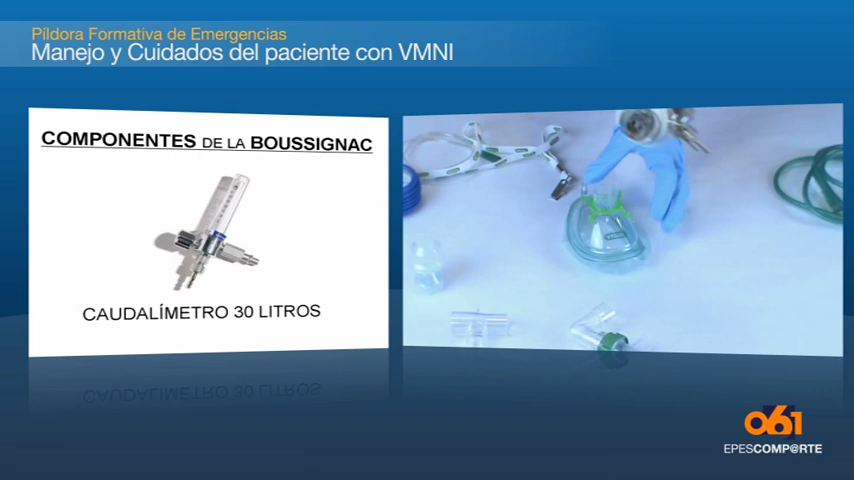 Píldora Formativa de Emergencias
Manejo y Cuidados del paciente con VMNI
COMPONENTES DE LA BOUSSIGNAC
CAUDALÍMETRO 30 LITROS
061
EPESCOMP@RTE